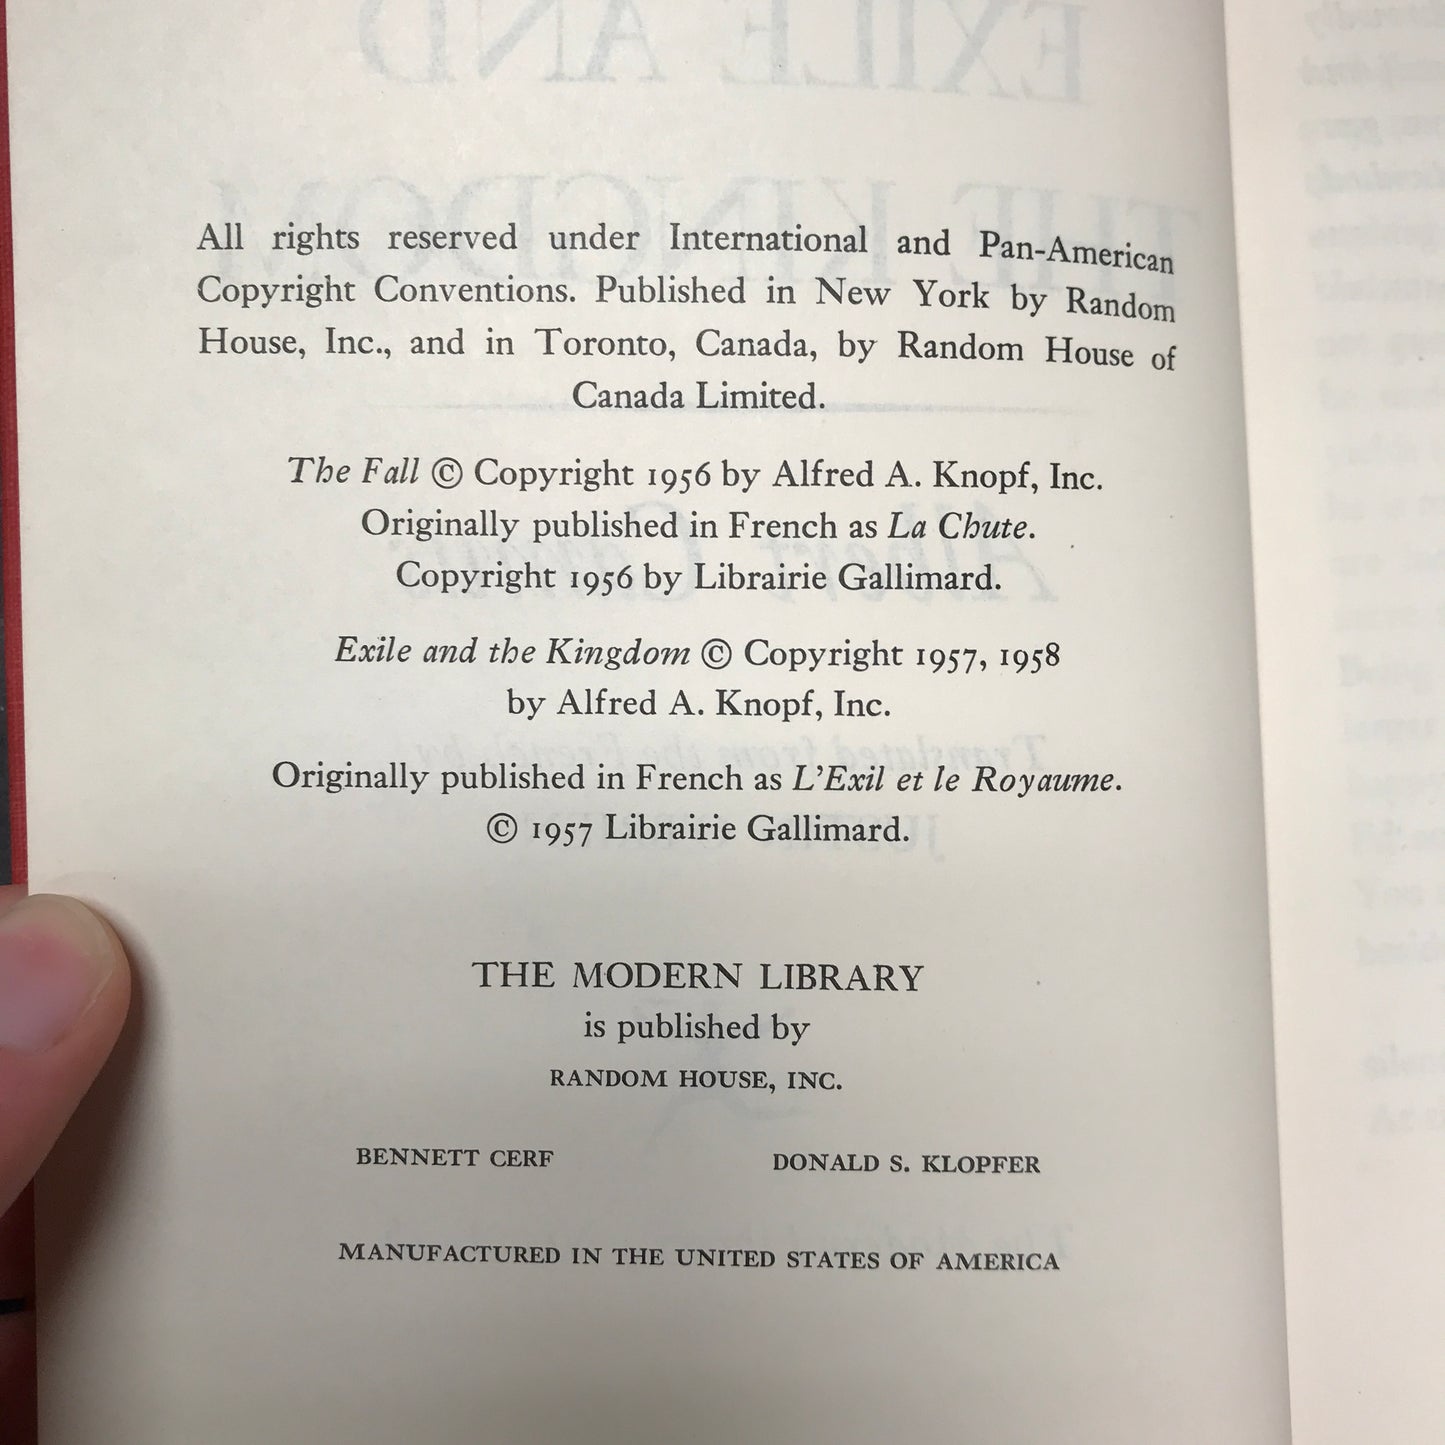 All rights reserved under International and Pan-American
Copyright Conventions. Published in New York by Random
House, Inc., and in Toronto, Canada, by Random House of
Canada Limited.
The Fall © Copyright 1956 by Alfred A. Knopf, Inc.
Originally published in French as La Chute.
Copyright 1956 by Librairie Gallimard.
Exile and the Kingdom © Copyright 1957, 1958
by Alfred A. Knopf, Inc.
Originally published in French as L'Exil et le Royaume.
© 1957 Librairie Gallimard.
THE MODERN LIBRARY
is published by
RANDOM HOUSE, INC.
BENNETT CERF DONALD S. KLOPFER
MANUFACTURED IN THE UNITED STATES OF AMERICA